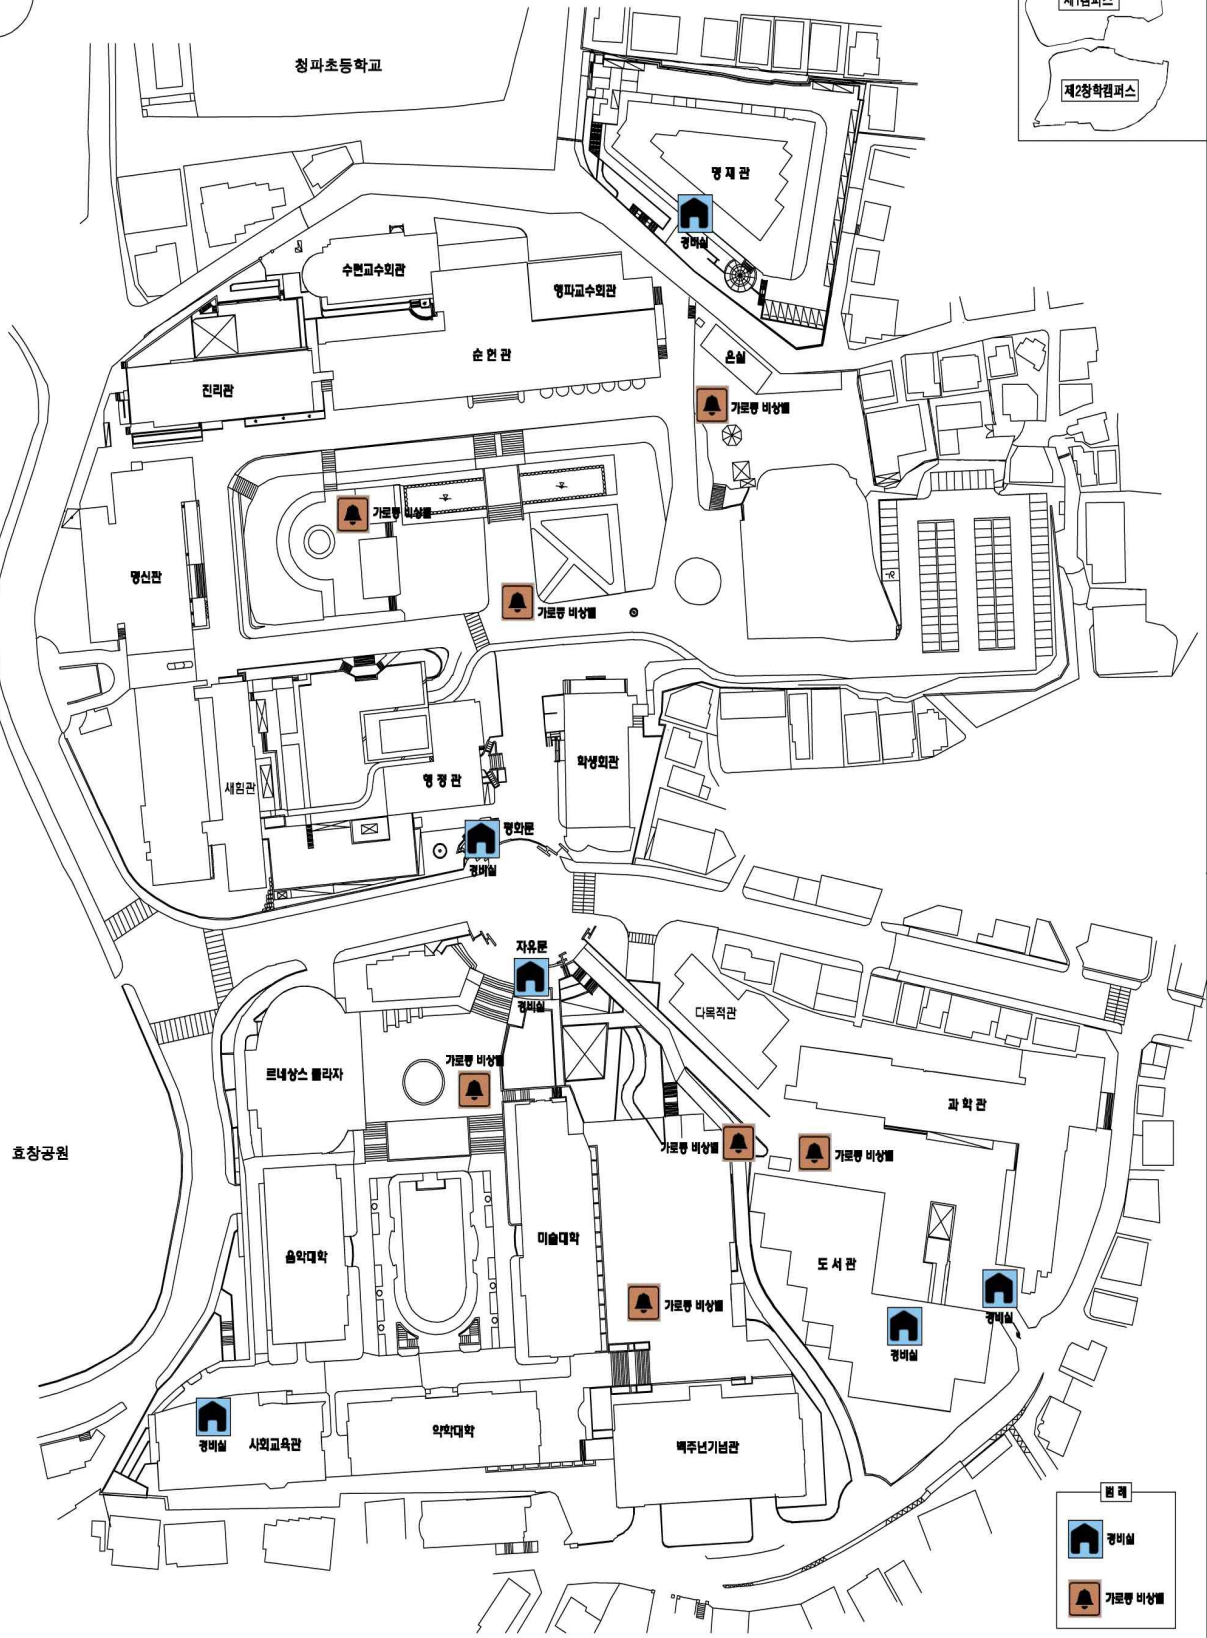 제1캠퍼스
청파초등학교
제2창학캠퍼스
명재관
경비실
수련교수회관
행파교수회관
순헌관
온실
진리관
가로등 비상벨
가로등 비상벨
명신관
가로등 비상벨
학생회관
행정관
새힘관
평화문
경비실
자유문
경비실
다목적관
가로등 비상벨
르네상스 플라자
과학관
효창공원
가로등 비상벨
가로등 비상벨
미술대학
음악대학
도서관
가로등 비상벨
경비실
경비실
약학대학
경비실
사회교육관
백주년기념관
범례
경비실
가로등 비상벨